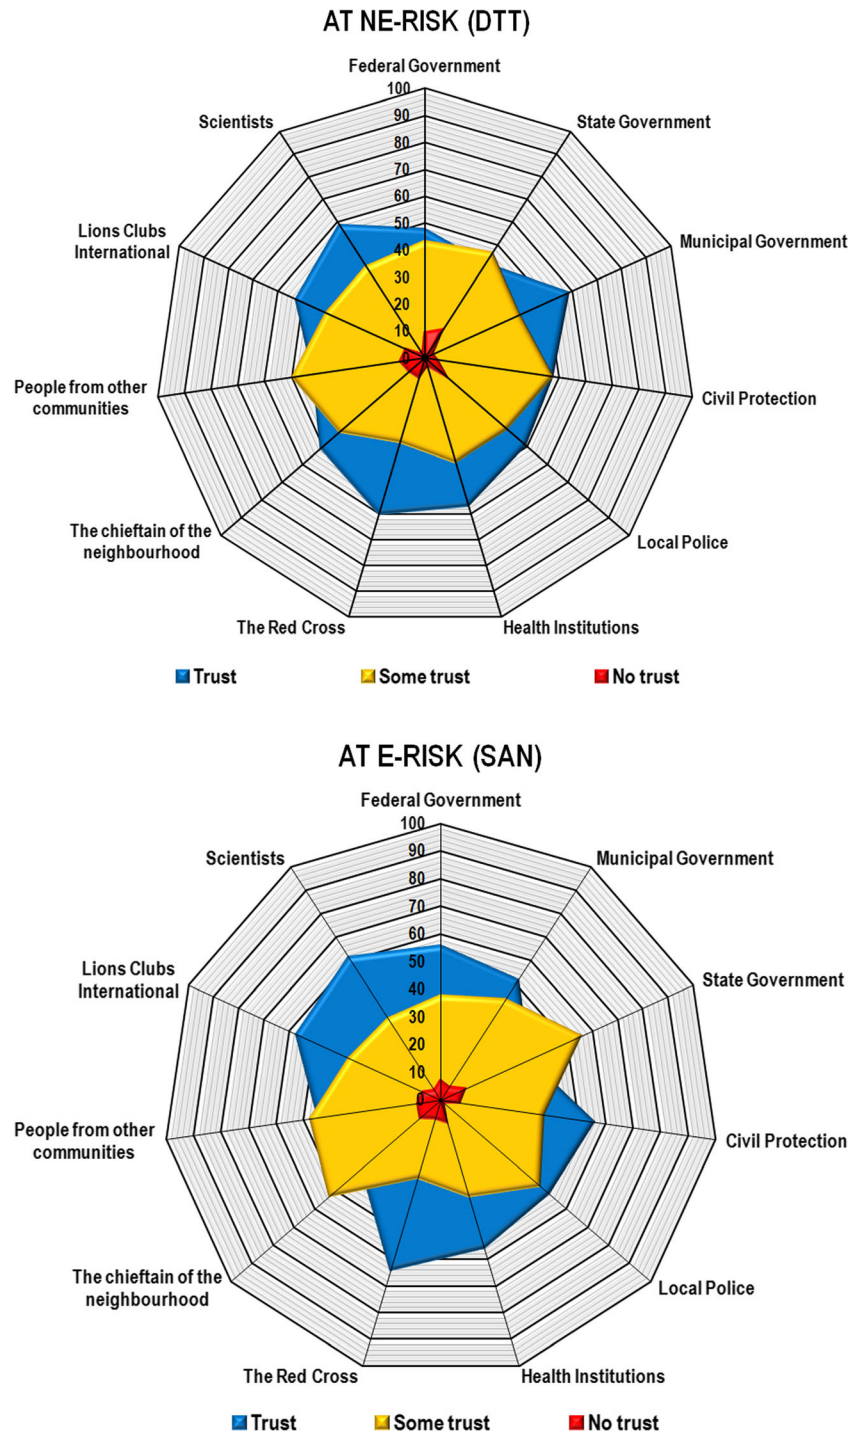 AT NE-RISK (DTT)
Federal Government
100
90
80
70
60
50
40
30
20
10
0
State Government
Municipal Government
Civil Protection
Local Police
Health Institutions
The Red Cross
The chieftain of the
neighbourhood
People from other
communities
Lions Clubs
International
Scientists
Trust
Some trust
No trust
AT E-RISK (SAN)
Federal Government
100
90
80
70
60
50
40
30
20
10
0
Municipal Government
State Government
Civil Protection
Local Police
Health Institutions
The Red Cross
The chieftain of the
neighbourhood
People from other
communities
Lions Clubs
International
Scientists
Trust
Some trust
No trust